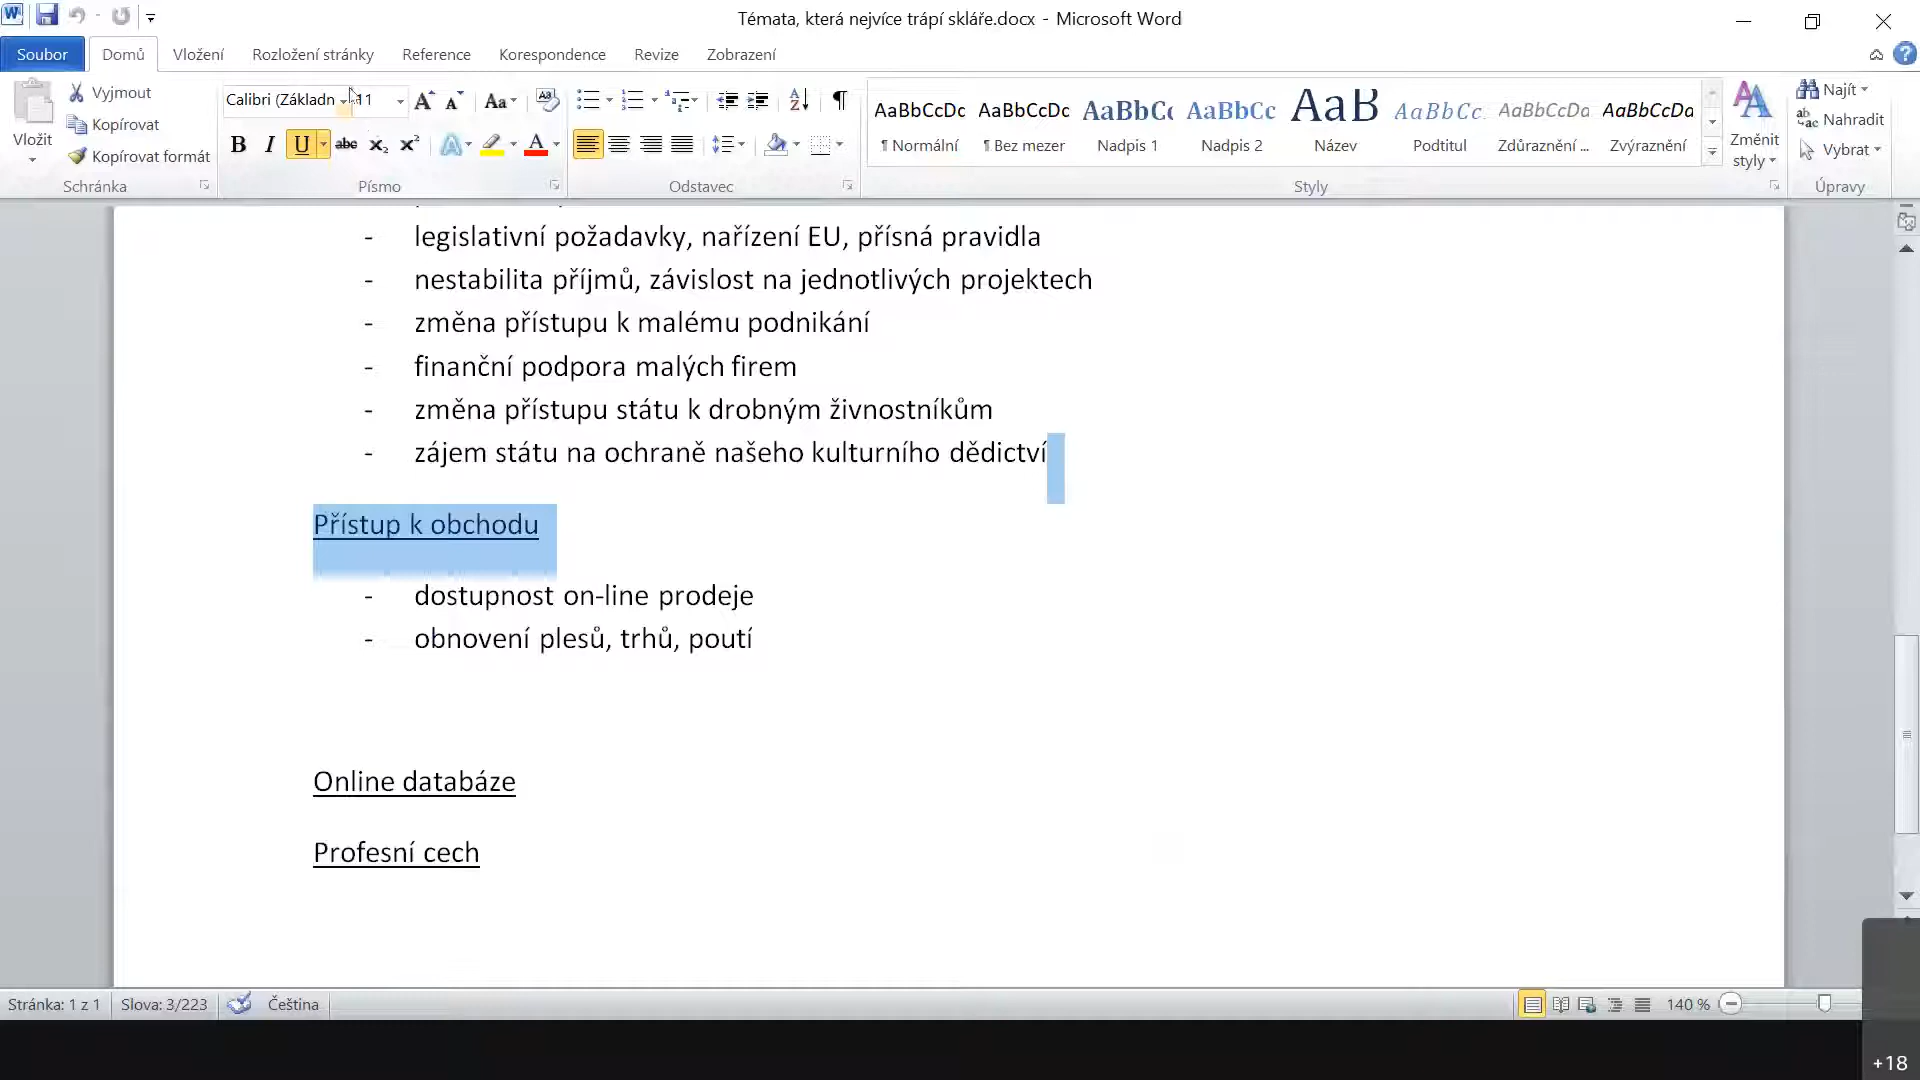 Témata, která nejvíce trápí skláře.docx - Microsoft Word
Soubor Domů Vložení Rozložení stránky Reference Korespondence Revize Zobrazení
Vložit
Vyjmout
Kopírovat
Kopírovat formát
Schránka
Calibri (Základn 11
Písmo
Odstavec
AaBbCcDc AaBbCcDc AaBbCc AaBbCc AaB AaBbCc. AaBbCcDa AaBbCcDa
¶ Normální ¶ Bez mezer Nadpis 1 Nadpis 2 Název Podtitul Zdůraznění ... Zvýraznění
Styly
Změnit styly
Najít
Nahradit
Vybrat
Úpravy
- legislativní požadavky, nařízení EU, přísná pravidla
- nestabilita příjmů, závislost na jednotlivých projektech
- změna přístupu k malému podnikání
- finanční podpora malých firem
- změna přístupu státu k drobným živnostníkům
- zájem státu na ochraně našeho kulturního dědictví
Přístup k obchodu
- dostupnost on-line prodeje
- obnovení plesů, trhů, poutí
Online databáze
Profesní cech
Stránka: 1 z 1 Slova: 3/223 Čeština 140 %
+18